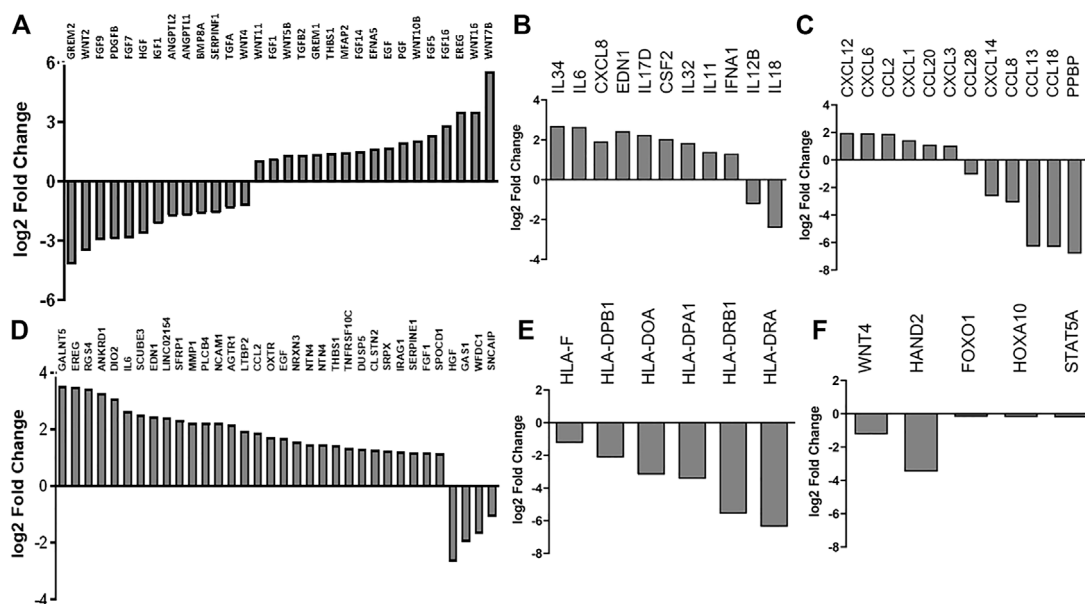 A
GREM2
WNT2
FGF9
PDGFB
FGF7
HGF
IGF1
ANGPTL2
ANGPTL1
BMP8A
SERPINF1
TGFA
WNT4
WNT11
FGF1
WNT5B
TGFB2
GREM1
THBS1
MFAP2
FGF14
EFNA5
EGF
PGF
WNT10B
FGF5
FGF16
EREG
WNT16
WNT7B
log2 Fold Change
6
3
0
-3
-6
B
IL34
IL6
CXCL8
EDN1
IL17D
CSF2
IL32
IL11
IFNA1
IL12B
IL18
log2 Fold Change
4
2
0
-2
-4
C
CXCL12
CXCL6
CCL2
CXCL1
CCL20
CXCL3
CCL28
CXCL14
CCL8
CCL13
CCL18
PPBP
log2 Fold Change
4
2
0
-2
-4
-6
-8
D
GALNT5
EREG
RGS4
ANKRD1
DIO2
IL6
SCUBE3
EDN1
LINC02154
SFRP1
MMP1
PLCB4
NCAM1
AGTR1
LTBP2
CCL2
OXTR
EGF
NRXN3
NTN4
NTN4
THBS1
TNFRSF10C
DUSP5
CLSTN2
SRPX
IRAG1
SERPINE1
FGF1
SPOCD1
HGF
GAS1
WFDC1
SNCAIP
log2 Fold Change
4
2
0
-2
-4
E
HLA-F
HLA-DPB1
HLA-DOA
HLA-DPA1
HLA-DRB1
HLA-DRA
log2 Fold Change
2
0
-2
-4
-6
-8
F
WNT4
HAND2
FOXO1
HOXA10
STAT5A
log2 Fold Change
2
0
-2
-4
-6
-8